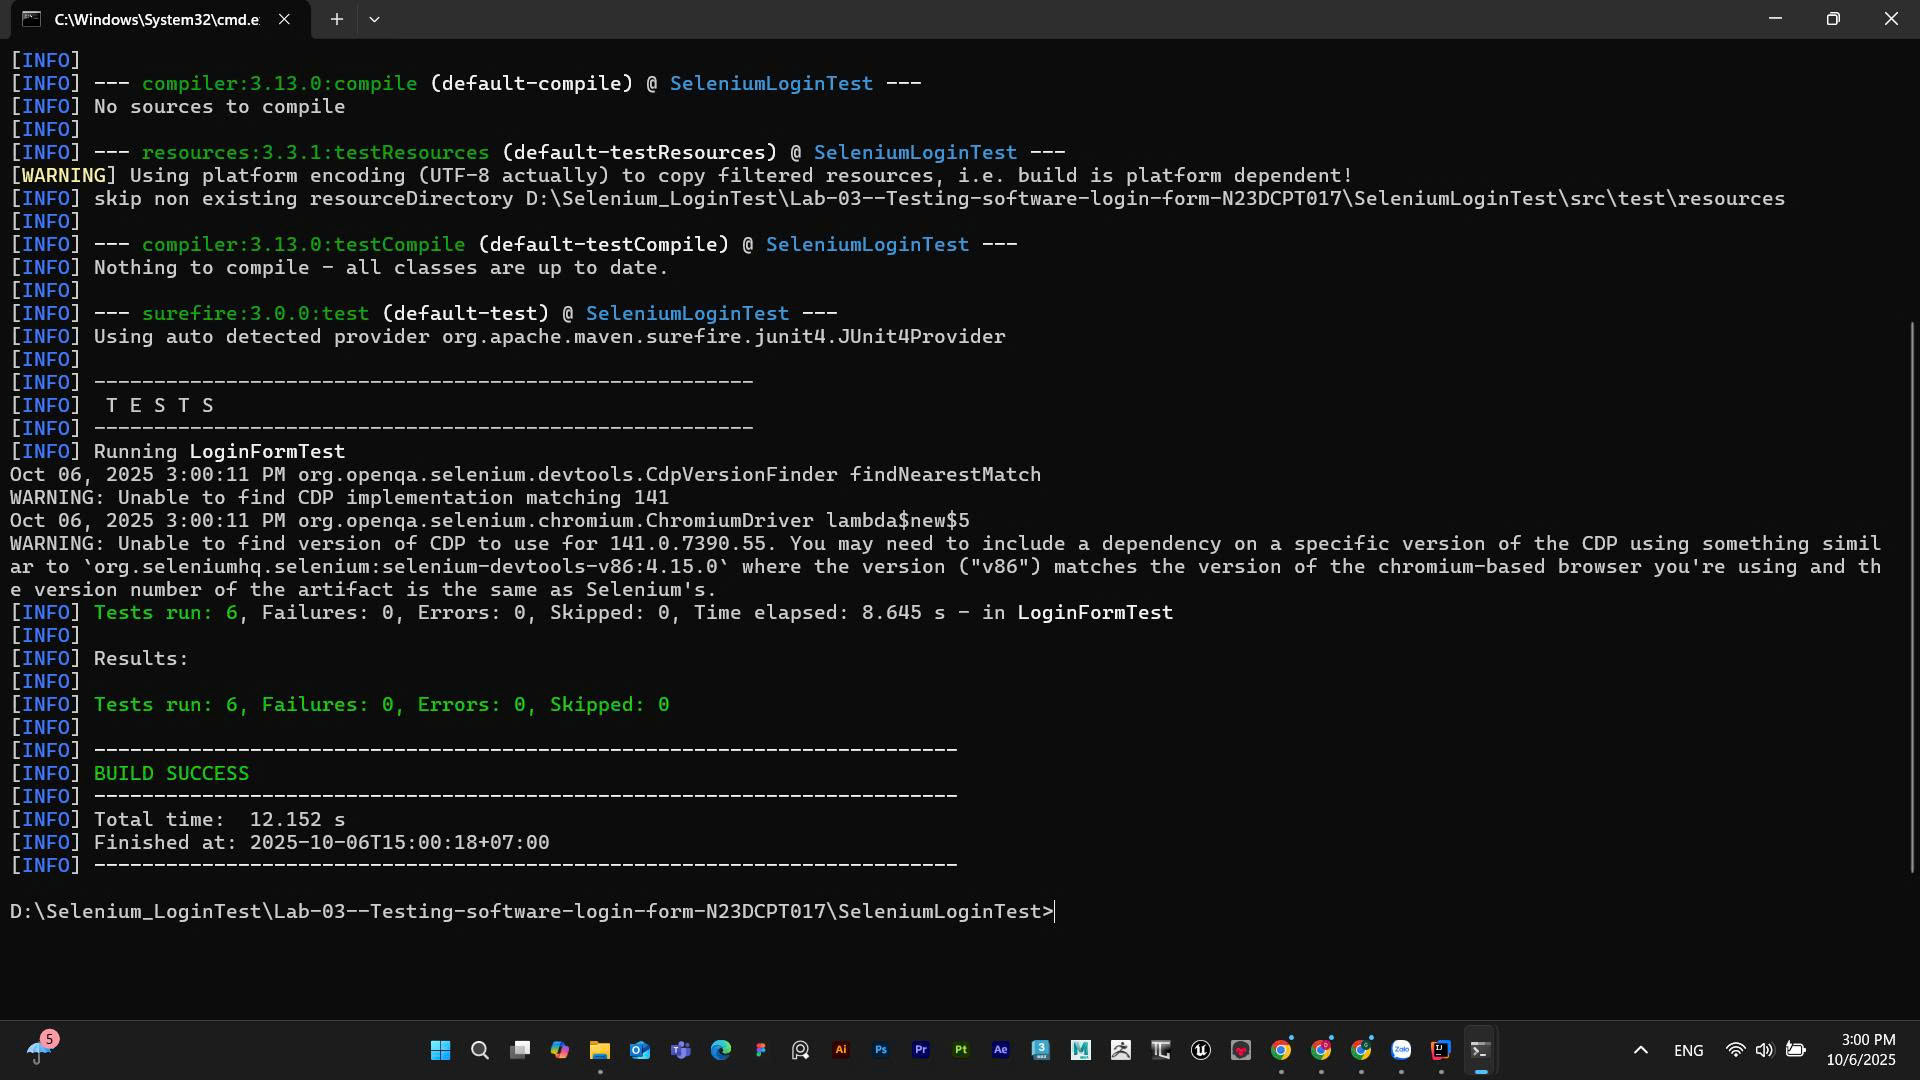 C:\Windows\System32\cmd.e
[INFO]
[INFO] --- compiler:3.13.0:compile (default-compile) @ SeleniumLoginTest ---
[INFO] No sources to compile
[INFO]
[INFO] --- resources:3.3.1:testResources (default-testResources) @ SeleniumLoginTest ---
[WARNING] Using platform encoding (UTF-8 actually) to copy filtered resources, i.e. build is platform dependent!
[INFO] skip non existing resourceDirectory D:\Selenium_LoginTest\Lab-03--Testing-software-login-form-N23DCPT017\SeleniumLoginTest\src\test\resources
[INFO]
[INFO] --- compiler:3.13.0:testCompile (default-testCompile) @ SeleniumLoginTest ---
[INFO] Nothing to compile - all classes are up to date.
[INFO]
[INFO] --- surefire:3.0.0:test (default-test) @ SeleniumLoginTest ---
[INFO] Using auto detected provider org.apache.maven.surefire.junit4.JUnit4Provider
[INFO]
[INFO] -------------------------------------------------------
[INFO]  T E S T S
[INFO] -------------------------------------------------------
[INFO] Running LoginFormTest
Oct 06, 2025 3:00:11 PM org.openqa.selenium.devtools.CdpVersionFinder findNearestMatch
WARNING: Unable to find CDP implementation matching 141
Oct 06, 2025 3:00:11 PM org.openqa.selenium.chromium.ChromiumDriver lambda$new$5
WARNING: Unable to find version of CDP to use for 141.0.7390.55. You may need to include a dependency on a specific version of the CDP using something simil
ar to `org.seleniumhq.selenium:selenium-devtools-v86:4.15.0` where the version ("v86") matches the version of the chromium-based browser you're using and th
e version number of the artifact is the same as Selenium's.
[INFO] Tests run: 6, Failures: 0, Errors: 0, Skipped: 0, Time elapsed: 8.645 s - in LoginFormTest
[INFO]
[INFO] Results:
[INFO]
[INFO] Tests run: 6, Failures: 0, Errors: 0, Skipped: 0
[INFO]
[INFO] ------------------------------------------------------------------------
[INFO] BUILD SUCCESS
[INFO] ------------------------------------------------------------------------
[INFO] Total time:  12.152 s
[INFO] Finished at: 2025-10-06T15:00:18+07:00
[INFO] ------------------------------------------------------------------------
D:\Selenium_LoginTest\Lab-03--Testing-software-login-form-N23DCPT017\SeleniumLoginTest>
5
Ai
Ps
Pr
Pt
Ae
3
M
Zalo
ENG
3:00 PM
10/6/2025